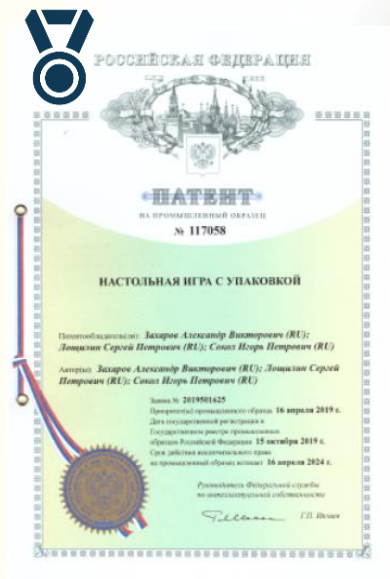 РОССИЙСКАЯ ФЕДЕРАЦИЯ
ПАТЕНТ
НА ПРОМЫШЛЕННЫЙ ОБРАЗЕЦ
№ 117058
НАСТОЛЬНАЯ ИГРА С УПАКОВКОЙ
Патентообладатель(ли): Захаров Александр Викторович (RU);
Лощилин Сергей Петрович (RU); Сокол Игорь Петрович (RU)
Автор(ы): Захаров Александр Викторович (RU); Лощилин Сергей
Петрович (RU); Сокол Игорь Петрович (RU)
Заявка № 2019501625
Приоритет(ы) промышленного образца 16 апреля 2019 г.
Дата государственной регистрации в
Государственном реестре промышленных
образцов Российской Федерации 15 октября 2019 г.
Срок действия исключительного права
на промышленный образец истекает 16 апреля 2024 г.
Руководитель Федеральной службы
по интеллектуальной собственности
Г.П. Ивлиев